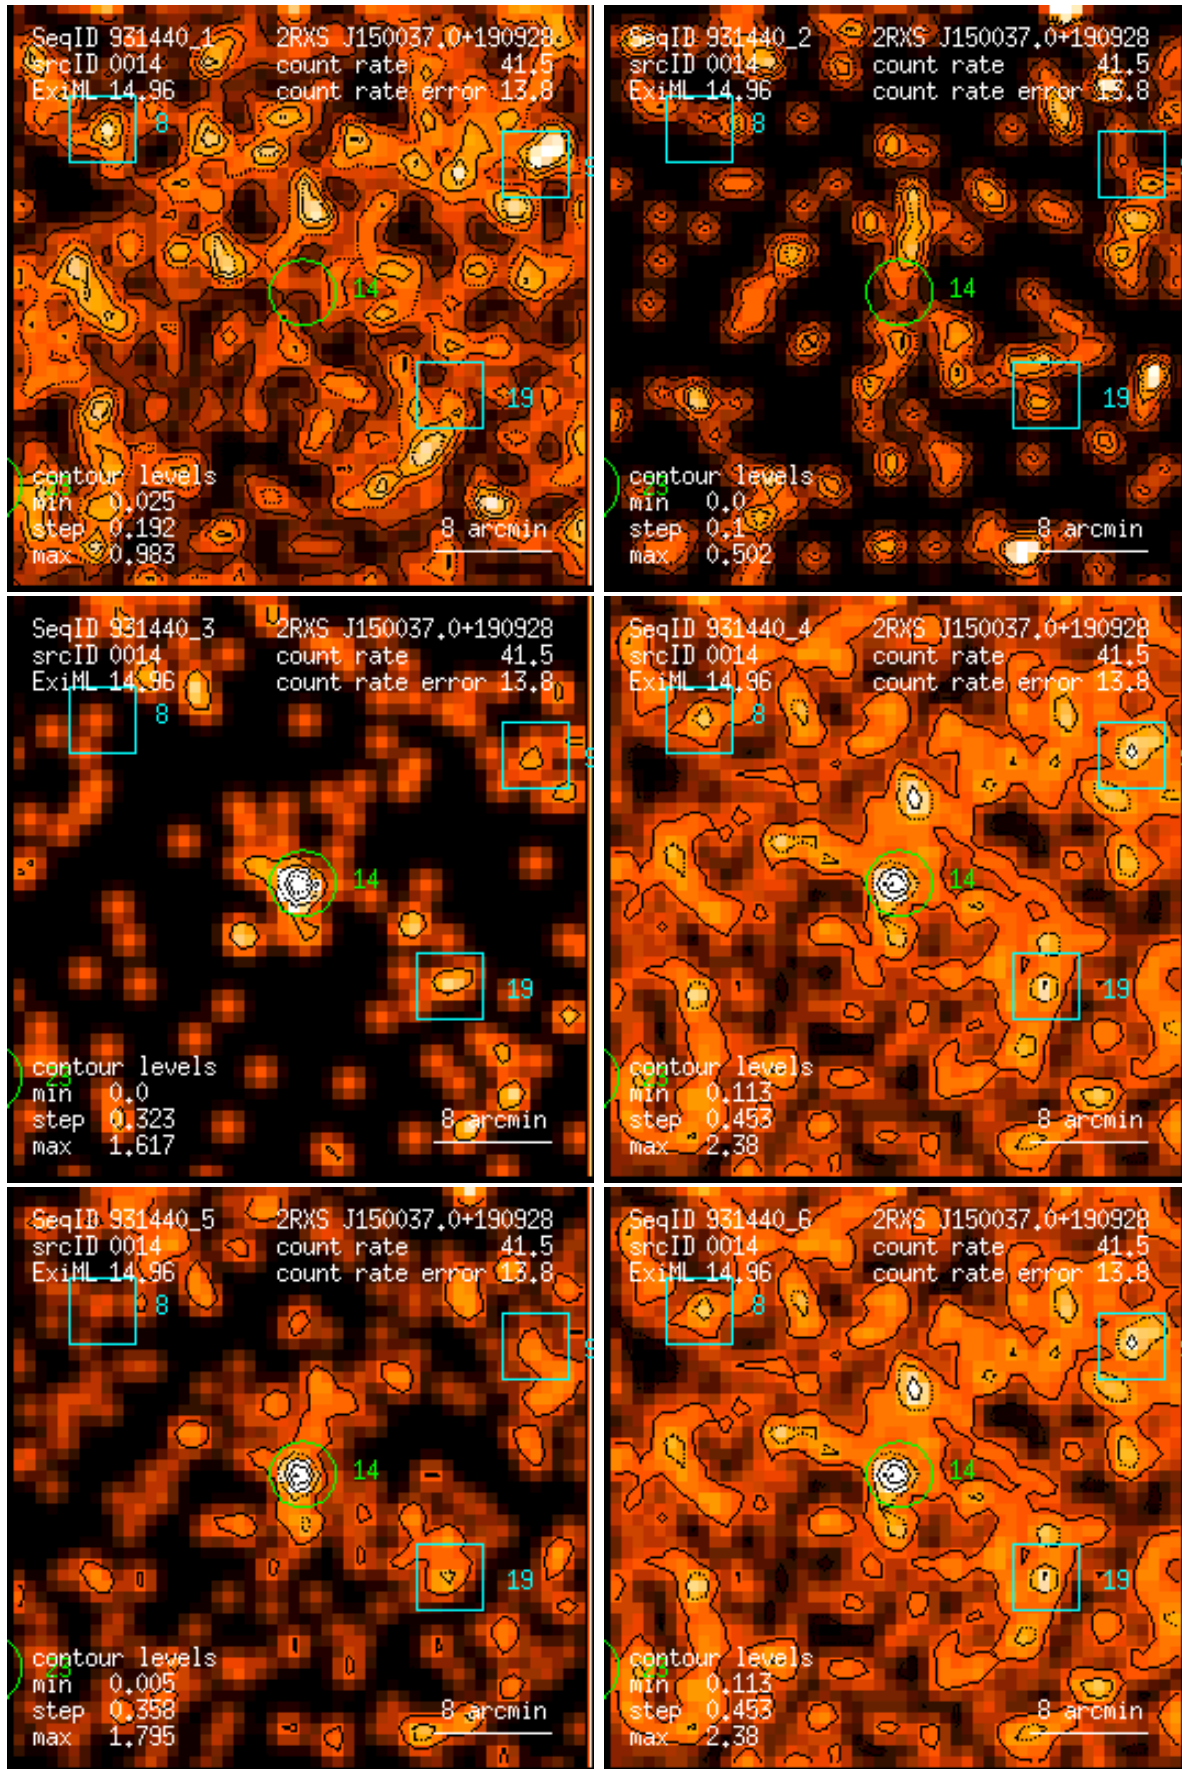 SeqID 931440_1 2RXS J150037.0+190928
srcID 0014 count rate 41.5
ExiML 14.96 count rate error 13.8
8
14
19
contour levels
23
min 0.025
step 0.192
max 0.983
8 arcmin
SeqID 931440_2 2RXS J150037.0+190928
srcID 0014 count rate 41.5
ExiML 14.96 count rate error 13.8
8
14
19
contour levels
23
min 0.0
step 0.1
max 0.502
8 arcmin
SeqID 931440_3 2RXS J150037.0+190928
srcID 0014 count rate 41.5
ExiML 14.96 count rate error 13.8
8
14
19
contour levels
23
min 0.0
step 0.323
max 1.617
8 arcmin
SeqID 931440_4 2RXS J150037.0+190928
srcID 0014 count rate 41.5
ExiML 14.96 count rate error 13.8
8
14
19
contour levels
23
min 0.113
step 0.453
max 2.38
8 arcmin
SeqID 931440_5 2RXS J150037.0+190928
srcID 0014 count rate 41.5
ExiML 14.96 count rate error 13.8
8
14
19
contour levels
23
min 0.005
step 0.358
max 1.795
8 arcmin
SeqID 931440_6 2RXS J150037.0+190928
srcID 0014 count rate 41.5
ExiML 14.96 count rate error 13.8
8
14
19
contour levels
23
min 0.113
step 0.453
max 2.38
8 arcmin